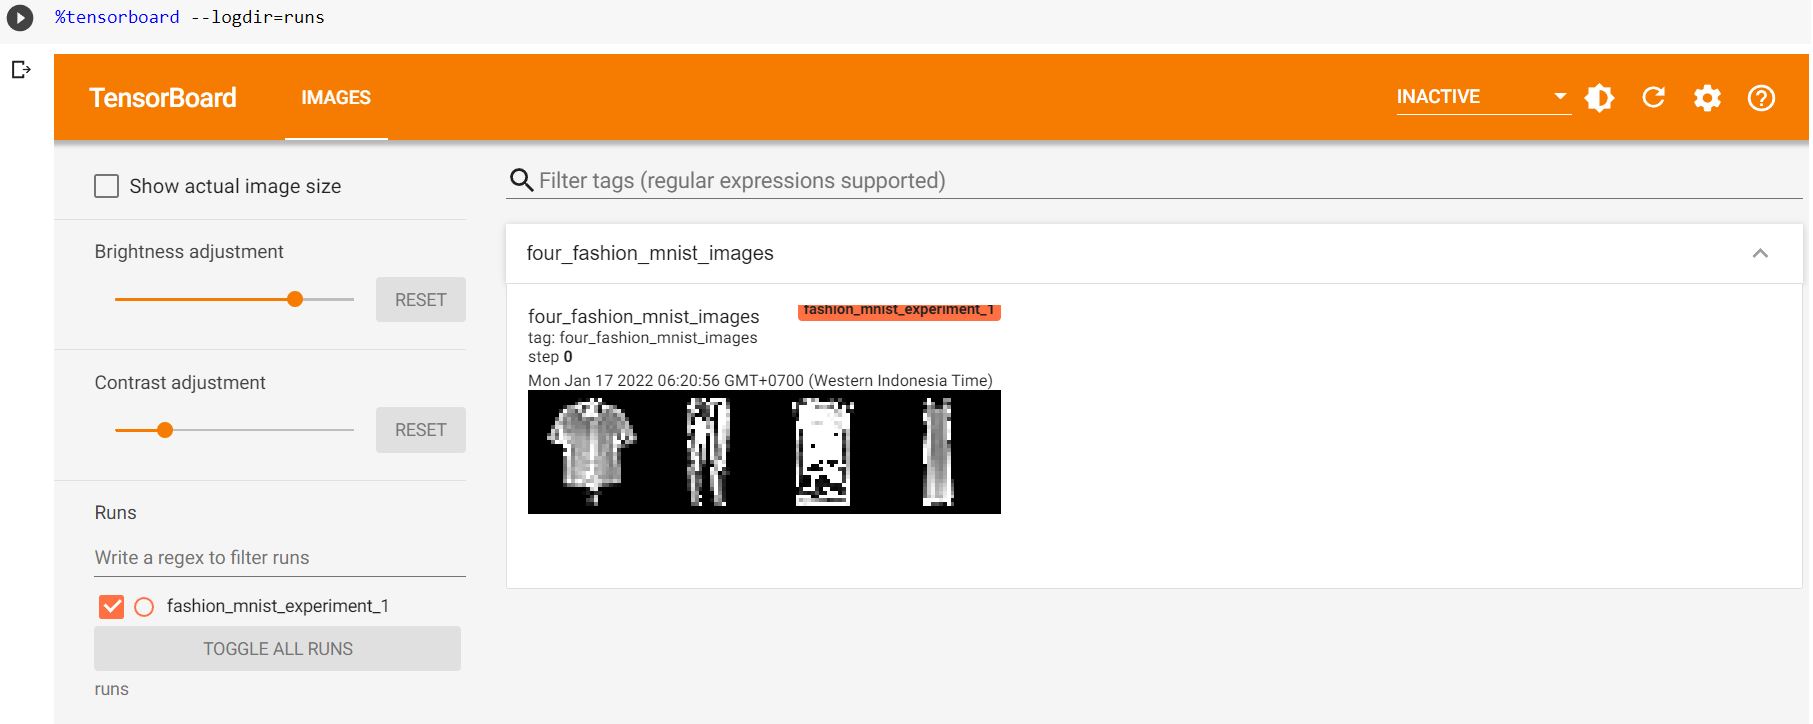 %tensorboard --logdir=runs
TensorBoard
IMAGES
INACTIVE
Show actual image size
Filter tags (regular expressions supported)
Brightness adjustment
RESET
Contrast adjustment
RESET
Runs
Write a regex to filter runs
fashion_mnist_experiment_1
TOGGLE ALL RUNS
runs
four_fashion_mnist_images
four_fashion_mnist_images
fashion_mnist_experiment_1
tag: four_fashion_mnist_images
step 0
Mon Jan 17 2022 06:20:56 GMT+0700 (Western Indonesia Time)